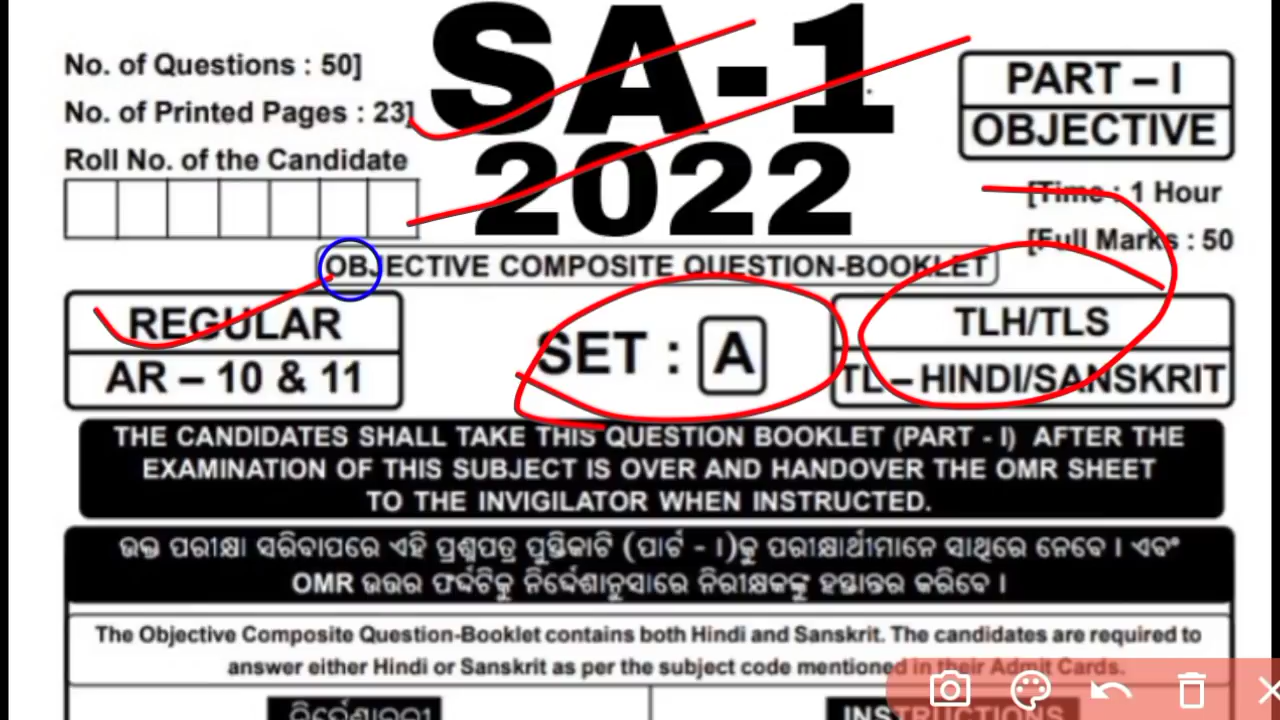 No. of Questions : 50]
No. of Printed Pages : 23]
Roll No. of the Candidate
SA-1
2022
PART – I
OBJECTIVE
[Time : 1 Hour
[Full Marks : 50
OBJECTIVE COMPOSITE QUESTION-BOOKLET
REGULAR
AR – 10 & 11
SET : A
TLH/TLS
TL – HINDI/SANSKRIT
THE CANDIDATES SHALL TAKE THIS QUESTION BOOKLET (PART - I) AFTER THE
EXAMINATION OF THIS SUBJECT IS OVER AND HANDOVER THE OMR SHEET
TO THE INVIGILATOR WHEN INSTRUCTED.
ଉକ୍ତ ପରୀକ୍ଷା ସରିବାପରେ ଏହି ପ୍ରଶ୍ନପତ୍ର ପୁସ୍ତିକାଟି (ପାର୍ଟ - I)କୁ ପରୀକ୍ଷାର୍ଥୀମାନେ ସାଥିରେ ନେବେ । ଏବଂ
OMR ଉତ୍ତର ଫର୍ଦ୍ଦଟିକୁ ନିର୍ଦ୍ଦେଶାନୁସାରେ ନିରୀକ୍ଷକଙ୍କୁ ହସ୍ତାନ୍ତର କରିବେ ।
The Objective Composite Question-Booklet contains both Hindi and Sanskrit. The candidates are required to
answer either Hindi or Sanskrit as per the subject code mentioned in their Admit Cards.
ନିର୍ଦ୍ଦେଶାବଳୀ
INSTRUCTIONS